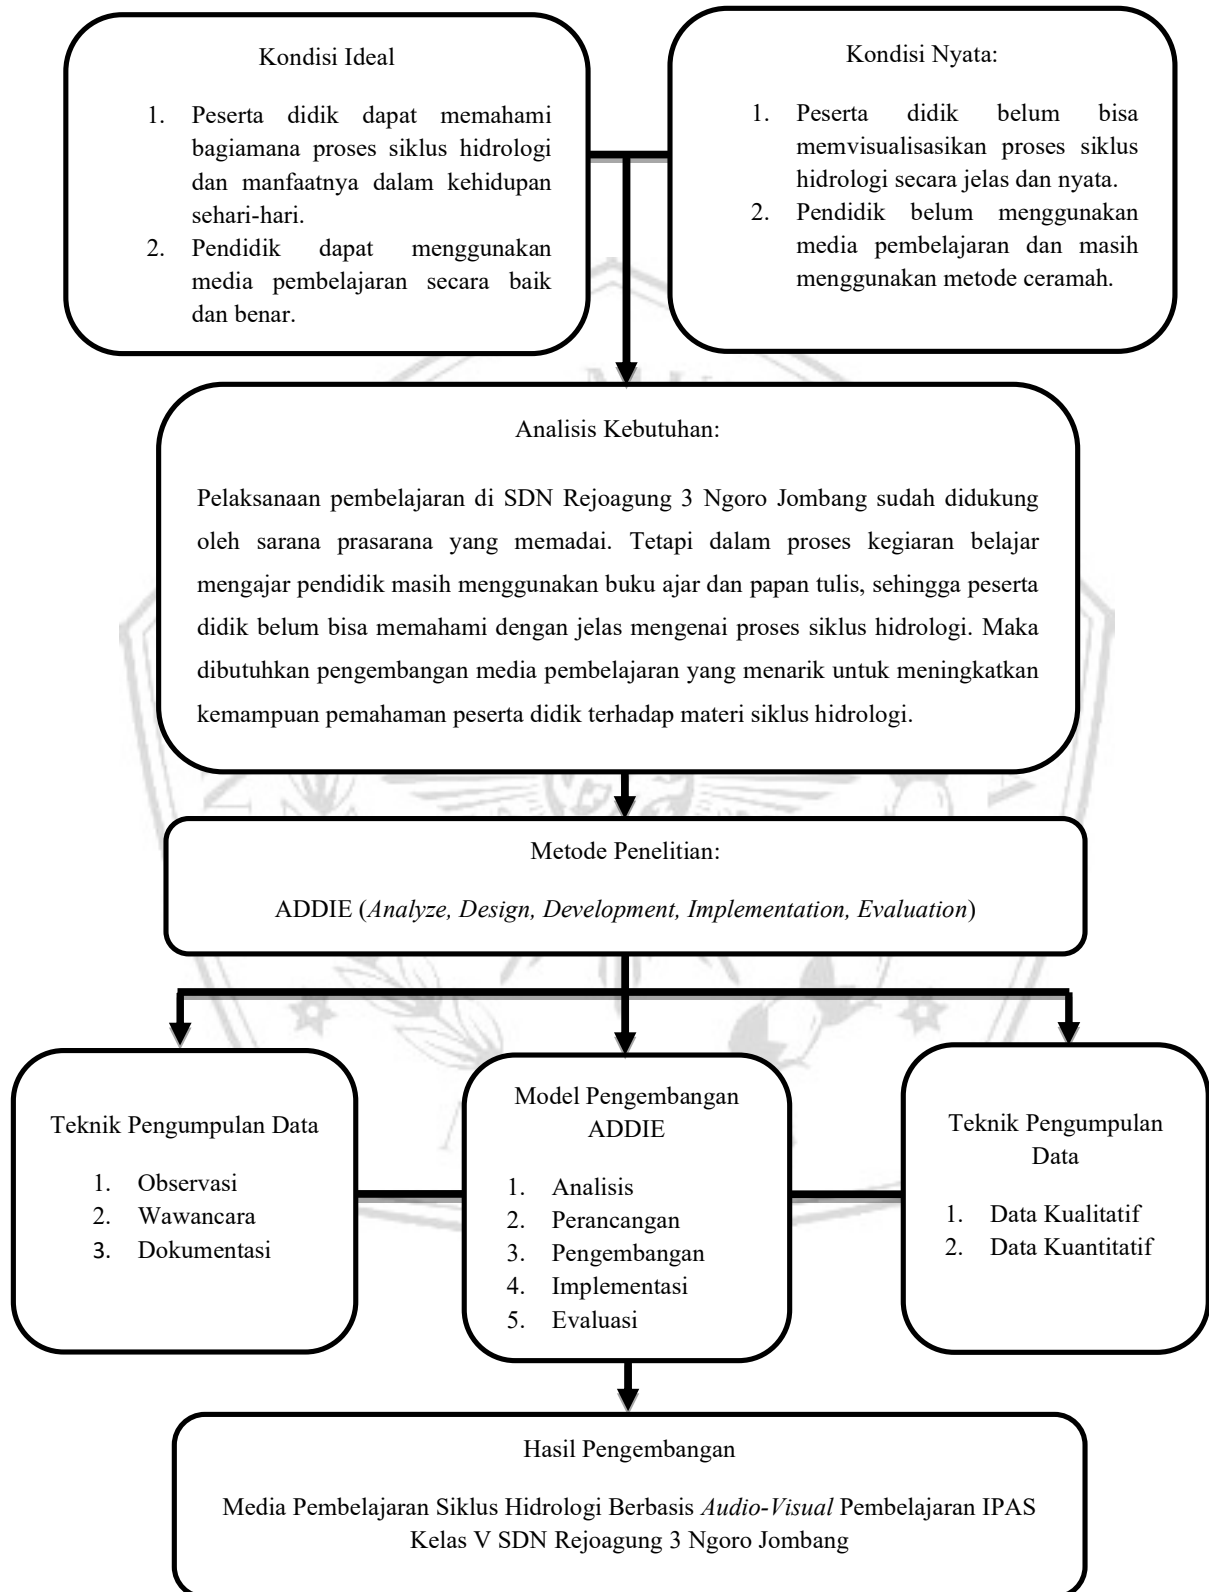 Kondisi Ideal
1. Peserta didik dapat memahami
bagiamana proses siklus hidrologi
dan manfaatnya dalam kehidupan
sehari-hari.
2. Pendidik dapat menggunakan
media pembelajaran secara baik
dan benar.
Kondisi Nyata:
1. Peserta didik belum bisa
memvisualisasikan proses siklus
hidrologi secara jelas dan nyata.
2. Pendidik belum menggunakan
media pembelajaran dan masih
menggunakan metode ceramah.
Analisis Kebutuhan:
Pelaksanaan pembelajaran di SDN Rejoagung 3 Ngoro Jombang sudah didukung
oleh sarana prasarana yang memadai. Tetapi dalam proses kegiaran belajar
mengajar pendidik masih menggunakan buku ajar dan papan tulis, sehingga peserta
didik belum bisa memahami dengan jelas mengenai proses siklus hidrologi. Maka
dibutuhkan pengembangan media pembelajaran yang menarik untuk meningkatkan
kemampuan pemahaman peserta didik terhadap materi siklus hidrologi.
Metode Penelitian:
ADDIE (Analyze, Design, Development, Implementation, Evaluation)
Teknik Pengumpulan Data
1. Observasi
2. Wawancara
3. Dokumentasi
Model Pengembangan
ADDIE
1. Analisis
2. Perancangan
3. Pengembangan
4. Implementasi
5. Evaluasi
Teknik Pengumpulan
Data
1. Data Kualitatif
2. Data Kuantitatif
Hasil Pengembangan
Media Pembelajaran Siklus Hidrologi Berbasis Audio-Visual Pembelajaran IPAS
Kelas V SDN Rejoagung 3 Ngoro Jombang